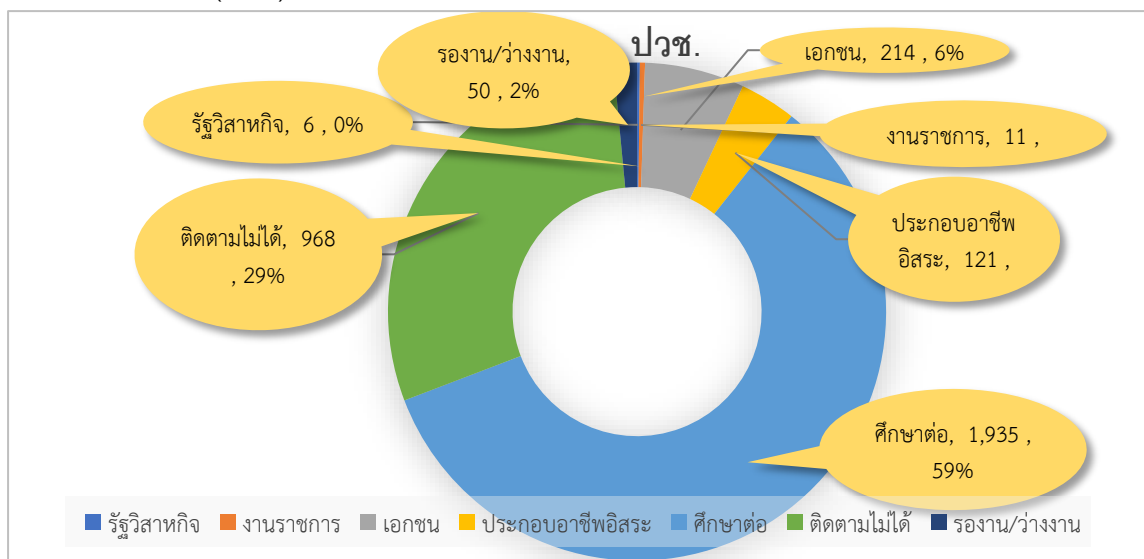 ปวช.
รองาน/ว่างงาน,
50 , 2%
เอกชน, 214 , 6%
รัฐวิสาหกิจ, 6 , 0%
งานราชการ, 11 ,
ติดตามไม่ได้, 968
, 29%
ประกอบอาชีพ
อิสระ, 121 ,
ศึกษาต่อ, 1,935 ,
59%
รัฐวิสาหกิจ งานราชการ เอกชน ประกอบอาชีพอิสระ ศึกษาต่อ ติดตามไม่ได้ รองาน/ว่างงาน